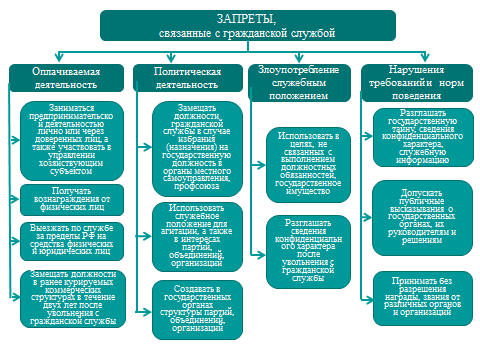 ЗАПРЕТЫ,
связанные с гражданской службой
Оплачиваемая
деятельность
Заниматься
предпринимательско
й деятельностью
лично или через
доверенных лиц, а
также участвовать в
управлении
хозяйствующим
субъектом
Получать
вознаграждения от
физических лиц
Выезжать по службе
за пределы РФ на
средства физических
и юридических лиц
Замещать должности
в ранее курируемых
коммерческих
структурах в течение
двух лет после
увольнения с
гражданской службы
Политическая
деятельность
Замещать
должности
гражданской
службы в случае
избрания
(назначения) на
государственную
должность в
органы местного
самоуправления,
профсоюза
Использовать
служебное
положение для
агитации, а также
в интересах
партий,
объединений,
организаций
Создавать в
государственных
органах
структуры партий,
объединений,
организаций
Злоупотребление
служебным
положением
Использовать в
целях, не
связанных с
выполнением
должностных
обязанностей,
государственное
имущество
Разглашать
сведения
конфиденциальн
ого характера
после
увольнения с
гражданской
службы
Нарушения
требований и норм
поведения
Разглашать
государственную
тайну, сведения
конфиденциального
характера,
служебную
информацию
Допускать
публичные
высказывания о
государственных
органах, их
руководителям и
решениям
Принимать без
разрешения
награды, звания от
различных органов
и организаций